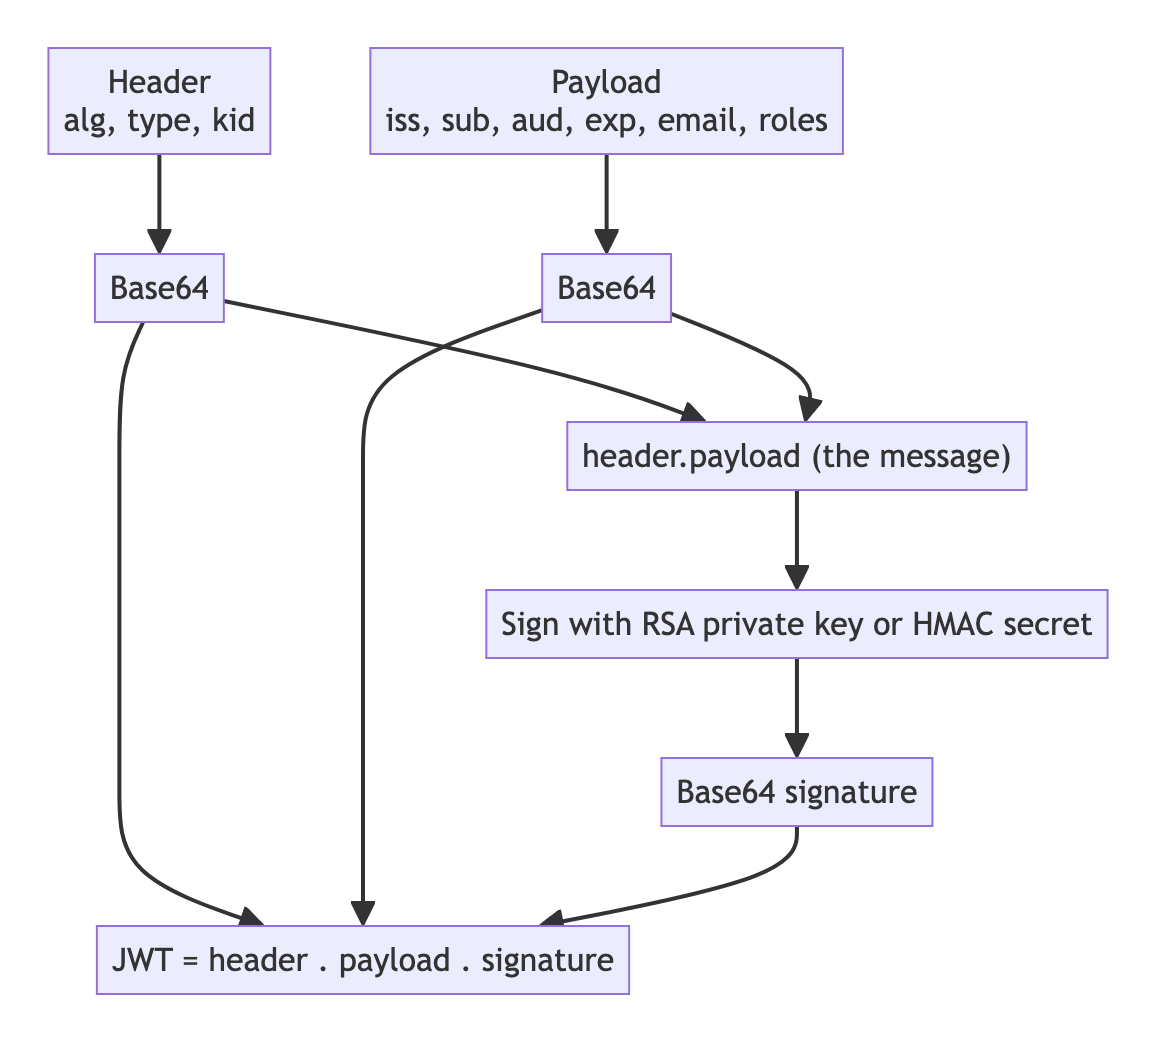 Header
alg, type, kid
Payload
iss, sub, aud, exp, email, roles
Base64
Base64
header.payload (the message)
Sign with RSA private key or HMAC secret
Base64 signature
JWT = header . payload . signature